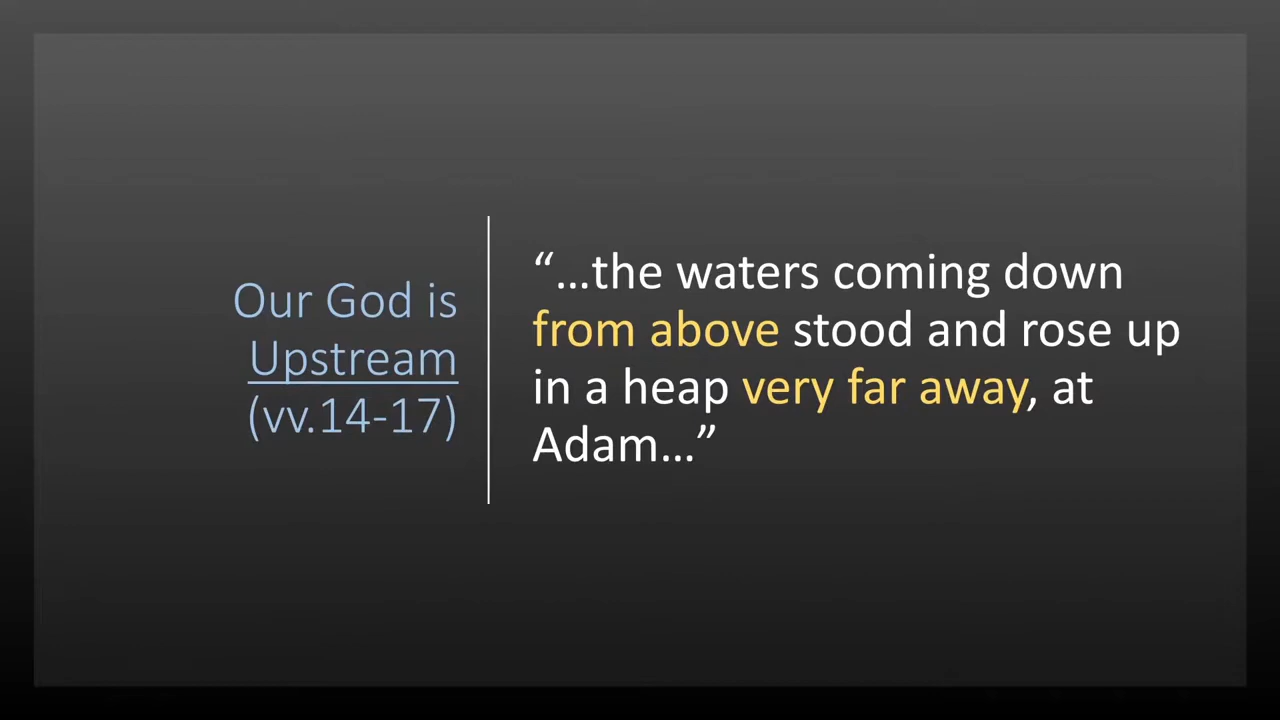 Our God is
Upstream
(vv.14-17)
“…the waters coming down
from above stood and rose up
in a heap very far away, at
Adam…”